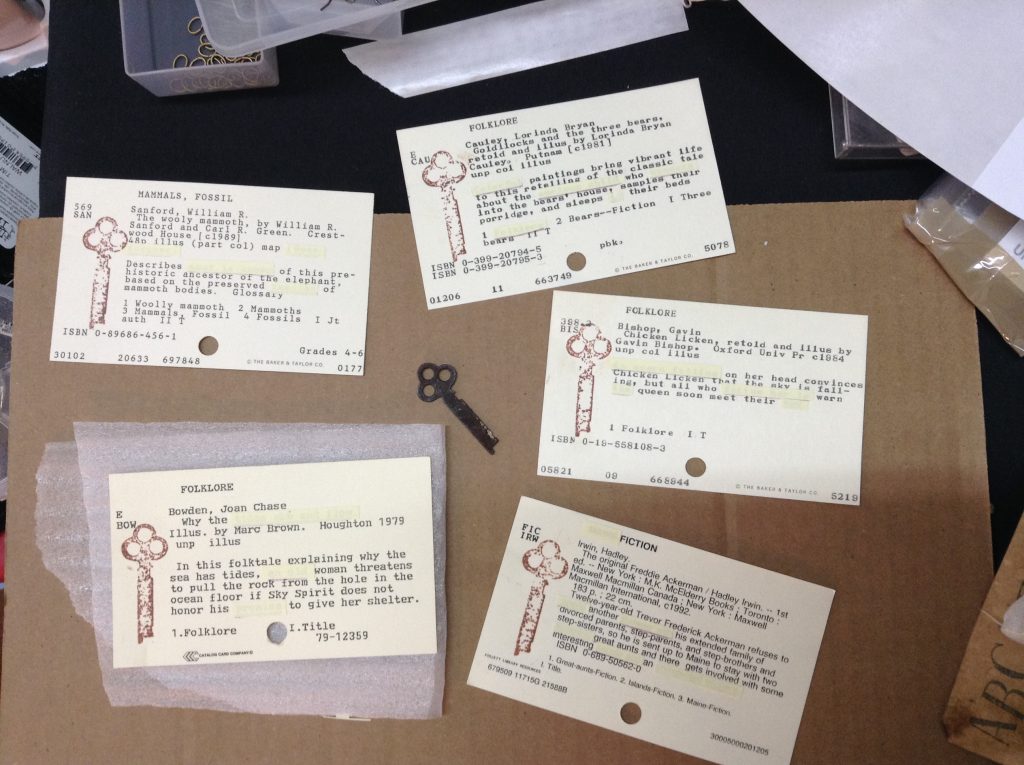 FOLKLORE
E
CAU
Cauley, Lorinda Bryan
Goldilocks and the three bears,
retold and illus by Lorinda Bryan
Cauley. Putnam [c1981]
unp col illus
paintings bring vibrant life
to this retelling of the classic tale
about the who
into the bears' house, samples their
porridge, and sleeps their beds
1 2 Bears--Fiction I Three
bears II T
ISBN 0-399-20794-5 pbk.
ISBN 0-399-20795-3
5078
01206 11 663749
© THE BAKER & TAYLOR CO.
MAMMALS, FOSSIL
569
SAN
Sanford, William R.
The wooly mammoth, by William R.
Sanford and Carl R. Green. Crest-
wood House [c1989]
48p illus (part col) map
Describes of this pre-
historic ancestor of the elephant,
based on the preserved of
mammoth bodies. Glossary
1 Woolly mammoth 2 Mammoths
3 Mammals, Fossil 4 Fossils I Jt
auth II T
ISBN 0-89686-456-1
Grades 4-6
30102 20633 697848
© THE BAKER & TAYLOR CO.
0177
FOLKLORE
398.2
BIS
Bishop, Gavin
Chicken Licken, retold and illus by
Gavin Bishop. Oxford Univ Pr c1984
unp col illus
on her head convinces
Chicken Licken that the sky is fall-
ing, but all who warn
queen soon meet their
1 Folklore I T
ISBN 0-19-558108-3
05821 09 668944
© THE BAKER & TAYLOR CO.
5219
FOLKLORE
E
BOW
Bowden, Joan Chase
Why the
Illus. by Marc Brown. Houghton 1979
unp illus
In this folktale explaining why the
sea has tides, woman threatens
to pull the rock from the hole in the
ocean floor if Sky Spirit does not
honor his to give her shelter.
1.Folklore I.Title
79-12359
CATALOG CARD COMPANY©
FICTION
FIC
IRW
Irwin, Hadley
The original Freddie Ackerman / Hadley Irwin. -- 1st
ed. -- New York : M.K. McElderry Books ; Toronto :
Maxwell Macmillan Canada ; New York : Maxwell
Macmillan International, c1992.
183 p. ; 22 cm.
Twelve-year-old Trevor Frederick Ackerman refuses to
another his extended family of
divorced parents, step-parents, and step-brothers and
step-sisters, so he is sent up to Maine to stay with two
great aunts and there gets involved with some
interesting an
ISBN 0-689-50562-0
1. Great-aunts-Fiction. 2. Islands-Fiction. 3. Maine-Fiction.
I. Title.
FOLLETT LIBRARY RESOURCES
679509 11715G 21588B
30005000201205
ABC